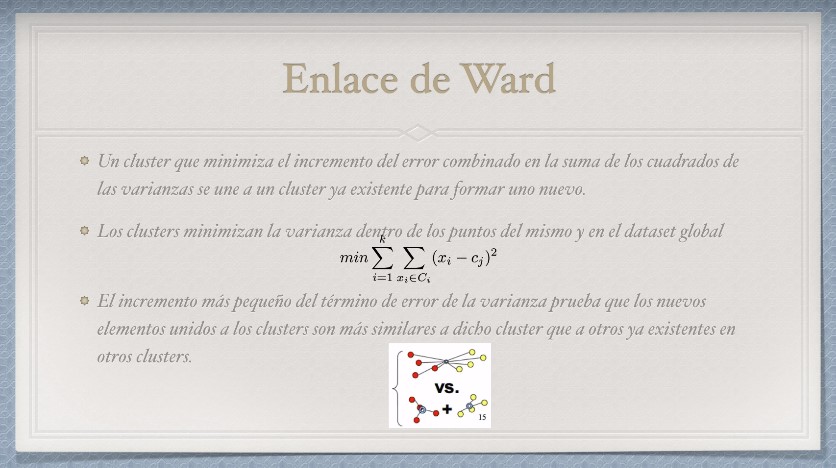 Enlace de Ward
Un cluster que minimiza el incremento del error combinado en la suma de los cuadrados de
las varianzas se une a un cluster ya existente para formar uno nuevo.
Los clusters minimizan la varianza dentro de los puntos del mismo y en el dataset global
min ∑_{i=1}^{k} ∑_{x_i∈C_i} (x_i − c_j)^2
El incremento más pequeño del término de error de la varianza prueba que los nuevos
elementos unidos a los clusters son más similares a dicho cluster que a otros ya existentes en
otros clusters.
vs.
+
15